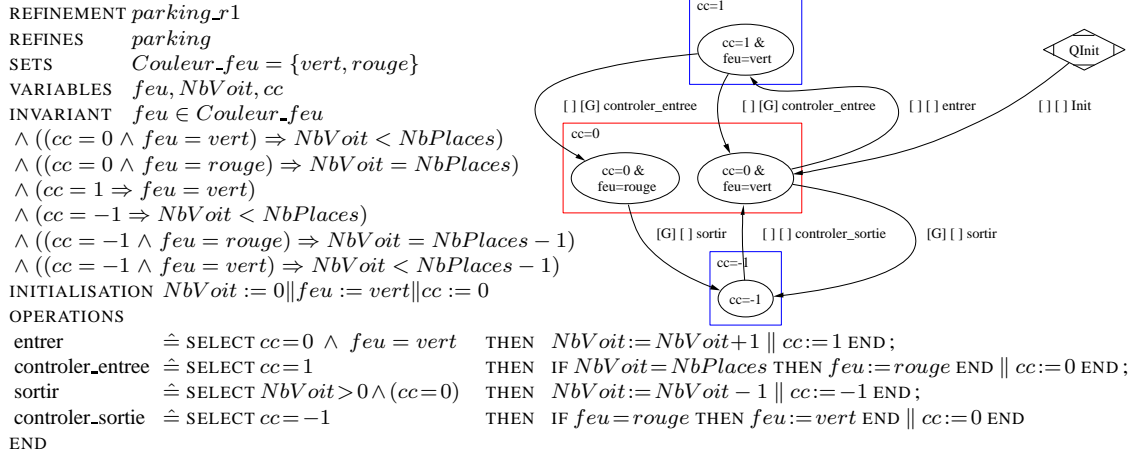 REFINEMENT parking_r1
REFINES parking
SETS Couleur_feu = {vert, rouge}
VARIABLES feu, NbVoit, cc
INVARIANT feu ∈ Couleur_feu
∧ ((cc = 0 ∧ feu = vert) ⇒ NbVoit < NbPlaces)
∧ ((cc = 0 ∧ feu = rouge) ⇒ NbVoit = NbPlaces)
∧ (cc = 1 ⇒ feu = vert)
∧ (cc = −1 ⇒ NbVoit < NbPlaces)
∧ ((cc = −1 ∧ feu = rouge) ⇒ NbVoit = NbPlaces − 1)
∧ ((cc = −1 ∧ feu = vert) ⇒ NbVoit < NbPlaces − 1)
INITIALISATION NbVoit := 0‖feu := vert‖cc := 0
OPERATIONS
entrer ≙ SELECT cc=0 ∧ feu = vert THEN NbVoit:=NbVoit+1 ‖ cc:=1 END;
controler_entree ≙ SELECT cc=1 THEN IF NbVoit=NbPlaces THEN feu:=rouge END ‖ cc:=0 END;
sortir ≙ SELECT NbVoit>0∧(cc=0) THEN NbVoit:=NbVoit − 1 ‖ cc:=−1 END;
controler_sortie ≙ SELECT cc=−1 THEN IF feu=rouge THEN feu:=vert END ‖ cc:=0 END
END
cc=1
cc=1 &
feu=vert
QInit
[ ] [G] controler_entree
[ ] [G] controler_entree
[ ] [ ] entrer
[ ] [ ] Init
cc=0
cc=0 &
feu=rouge
cc=0 &
feu=vert
[G] [ ] sortir
[ ] [ ] controler_sortie
[G] [ ] sortir
cc=-1
cc=-1